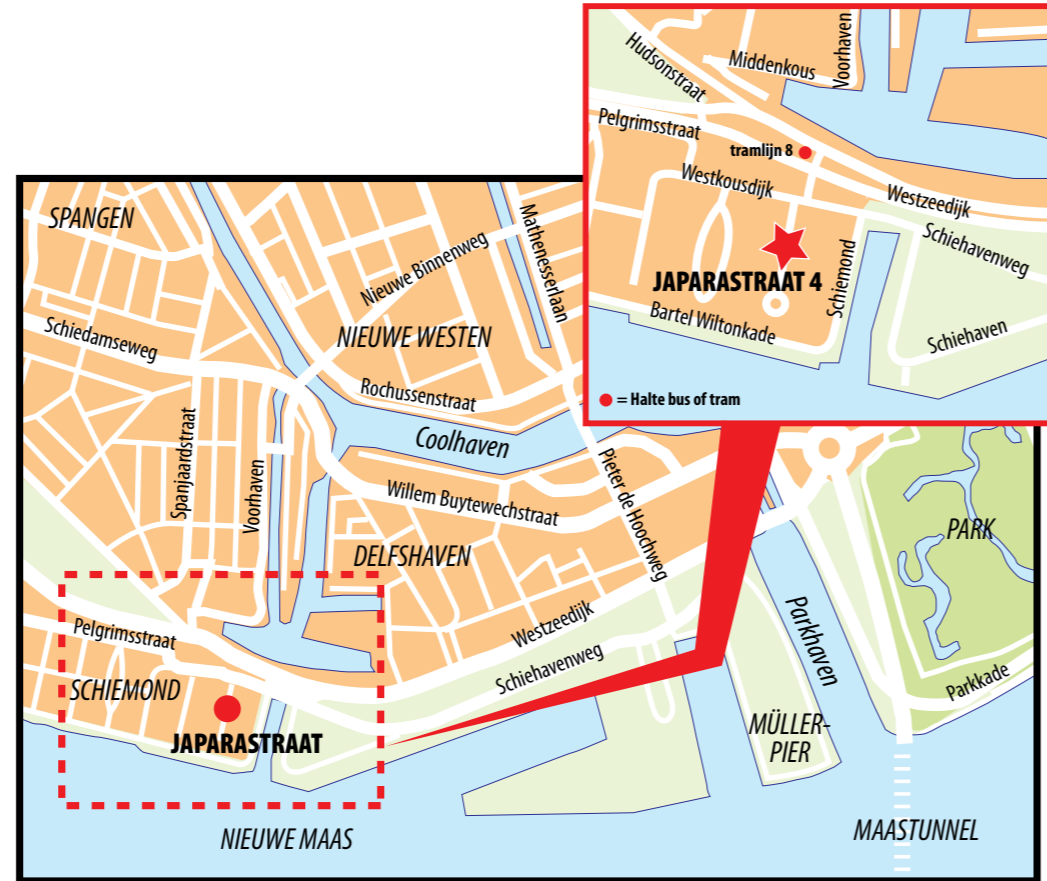 Hudsonstraat
Middenkous
Voorhaven
Pelgrimsstraat
tramlijn 8
Westkousdijk
Westzeedijk
Schiehavenweg
JAPARASTRAAT 4
Schiemond
Bartel Wiltonkade
Schiehaven
= Halte bus of tram
SPANGEN
Nieuwe Binnenweg
Mathenesserlaan
NIEUWE WESTEN
Schiedamseweg
Rochussenstraat
Coolhaven
Spanjaardstraat
Voorhaven
Willem Buytewechstraat
Pieter de Hoochweg
DELFSHAVEN
PARK
Westzeedijk
Parkhaven
Pelgrimsstraat
Schiehavenweg
SCHIEMOND
Parkkade
JAPARASTRAAT
MÜLLER-
PIER
NIEUWE MAAS
MAASTUNNEL